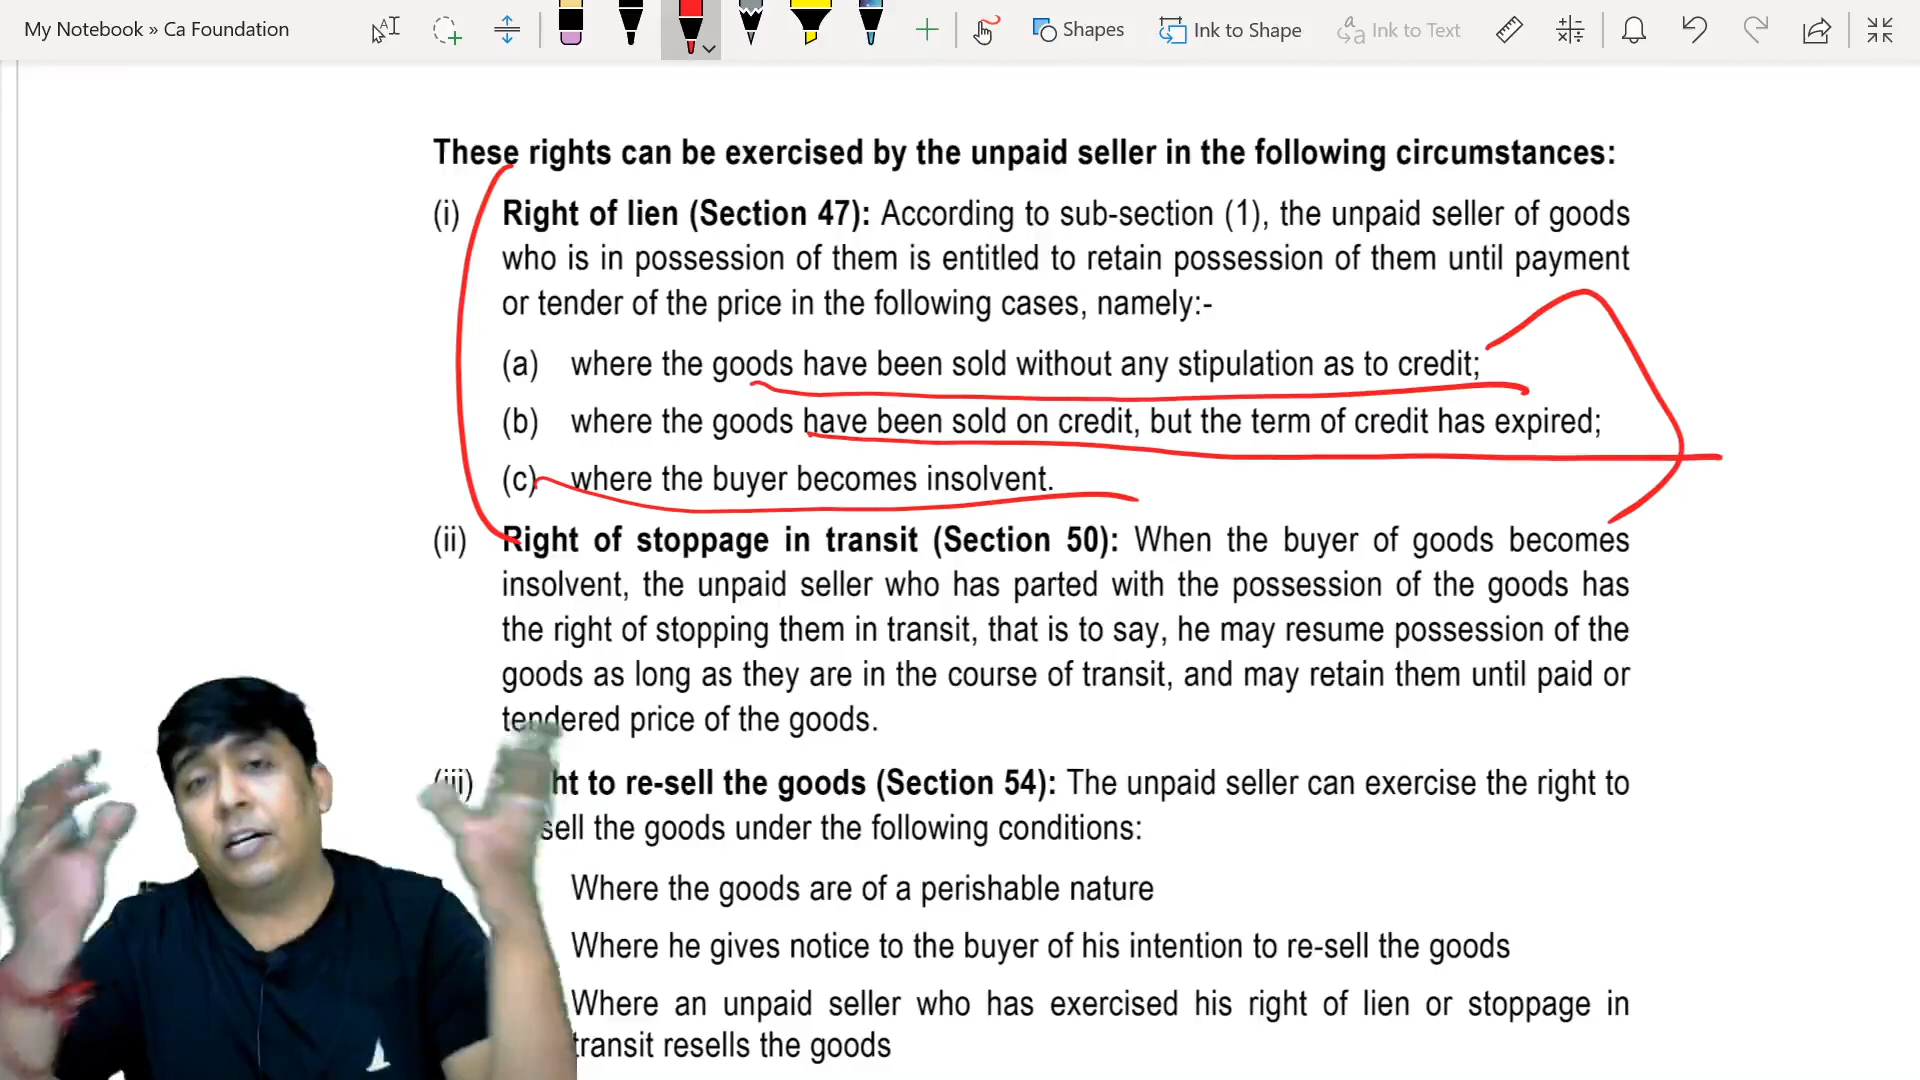 My Notebook » Ca Foundation
Shapes
Ink to Shape
Ink to Text
These rights can be exercised by the unpaid seller in the following circumstances:
(i) Right of lien (Section 47): According to sub-section (1), the unpaid seller of goods
who is in possession of them is entitled to retain possession of them until payment
or tender of the price in the following cases, namely:-
(a) where the goods have been sold without any stipulation as to credit;
(b) where the goods have been sold on credit, but the term of credit has expired;
(c) where the buyer becomes insolvent.
(ii) Right of stoppage in transit (Section 50): When the buyer of goods becomes
insolvent, the unpaid seller who has parted with the possession of the goods has
the right of stopping them in transit, that is to say, he may resume possession of the
goods as long as they are in the course of transit, and may retain them until paid or
tendered price of the goods.
(iii) ht to re-sell the goods (Section 54): The unpaid seller can exercise the right to
sell the goods under the following conditions:
Where the goods are of a perishable nature
Where he gives notice to the buyer of his intention to re-sell the goods
Where an unpaid seller who has exercised his right of lien or stoppage in
transit resells the goods